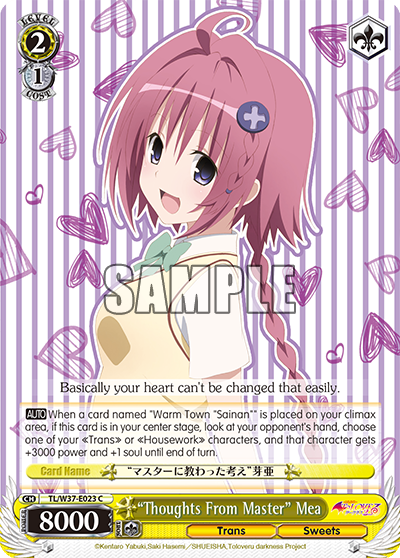 LEVEL
2
1
COST
SAMPLE
Basically your heart can't be changed that easily.
AUTO When a card named "Warm Town "Sainan"" is placed on your climax
area, if this card is in your center stage, look at your opponent's hand, choose
one of your «Trans» or «Housework» characters, and that character gets
+3000 power and +1 soul until end of turn.
Card Name “マスターに教わった考え”芽亜
CH TL/W37-E023 C
“Thoughts From Master” Mea
POWER 8000 SOUL
Trans Sweets
©Kentaro Yabuki,Saki Hasemi／SHUEISHA,Toloveru darkness Project